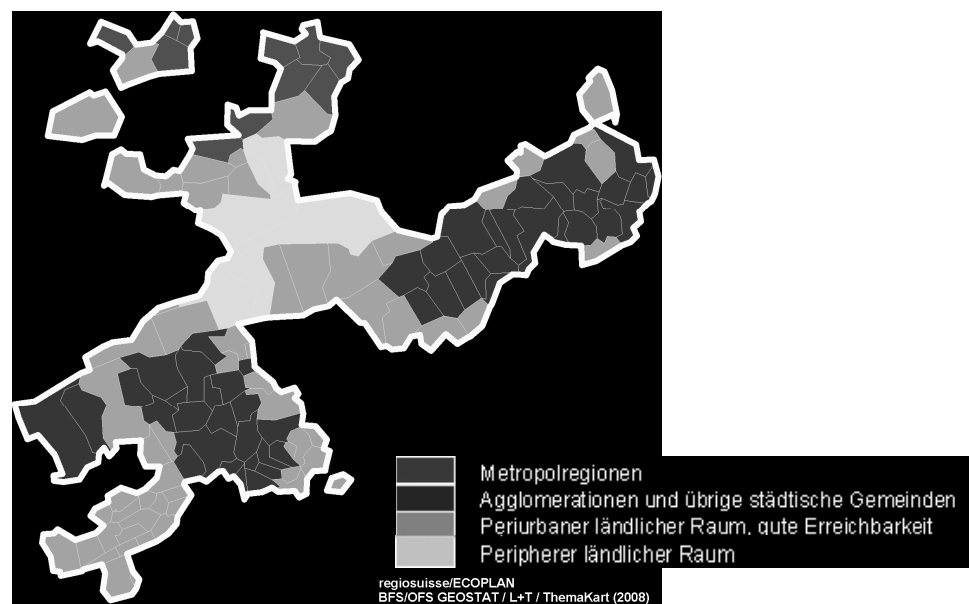 Metropolregionen
Agglomerationen und übrige städtische Gemeinden
Periurbaner ländlicher Raum, gute Erreichbarkeit
Peripherer ländlicher Raum
regiosuisse/ECOPLAN
BFS/OFS GEOSTAT / L+T / ThemaKart (2008)